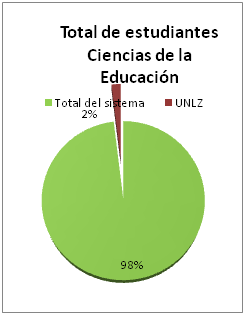 Total de estudiantes
Ciencias de la
Educación
Total del sistema UNLZ
2%
98%